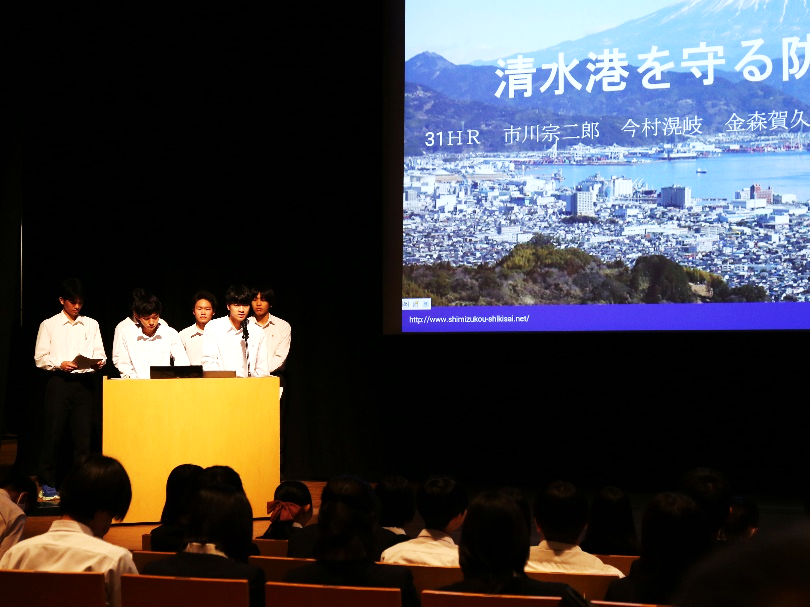 清水港を守る防
31HR 市川宗二郎 今村滉岐 金森賀久
http://www.shimizukou-shikisai.net/